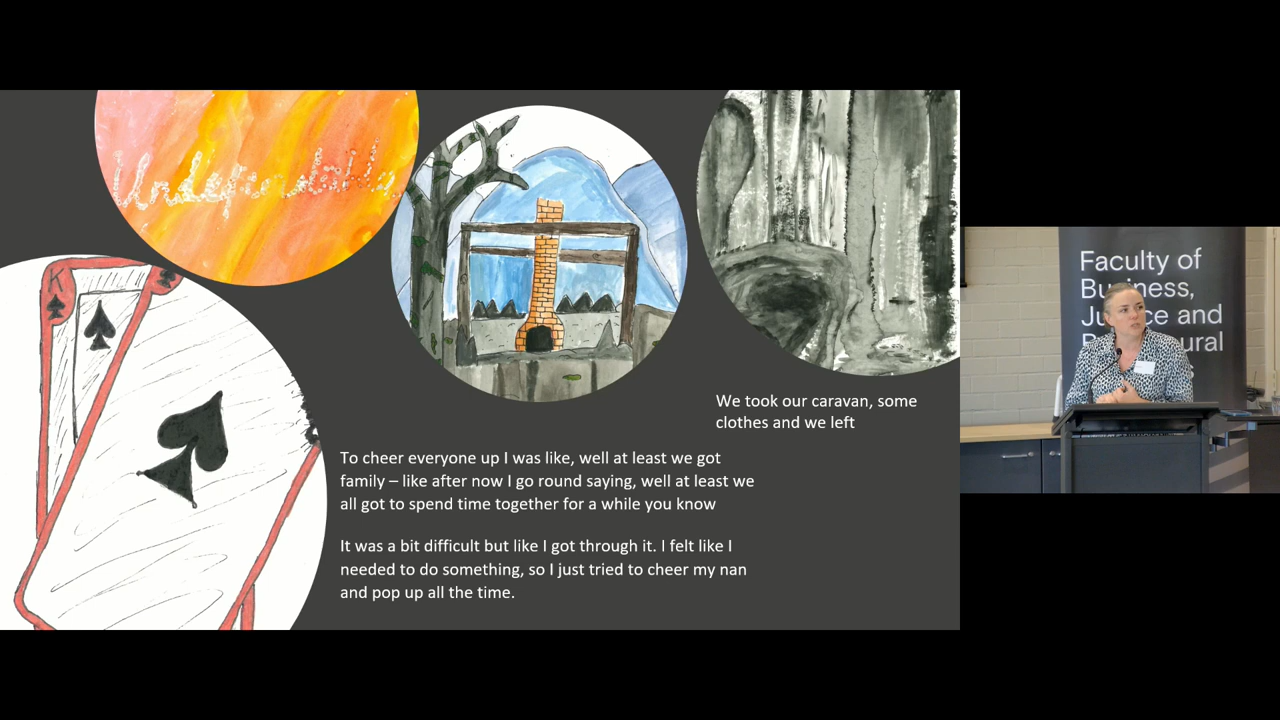 K
We took our caravan, some
clothes and we left
To cheer everyone up I was like, well at least we got
family – like after now I go round saying, well at least we
all got to spend time together for a while you know
It was a bit difficult but like I got through it. I felt like I
needed to do something, so I just tried to cheer my nan
and pop up all the time.
Faculty of
and